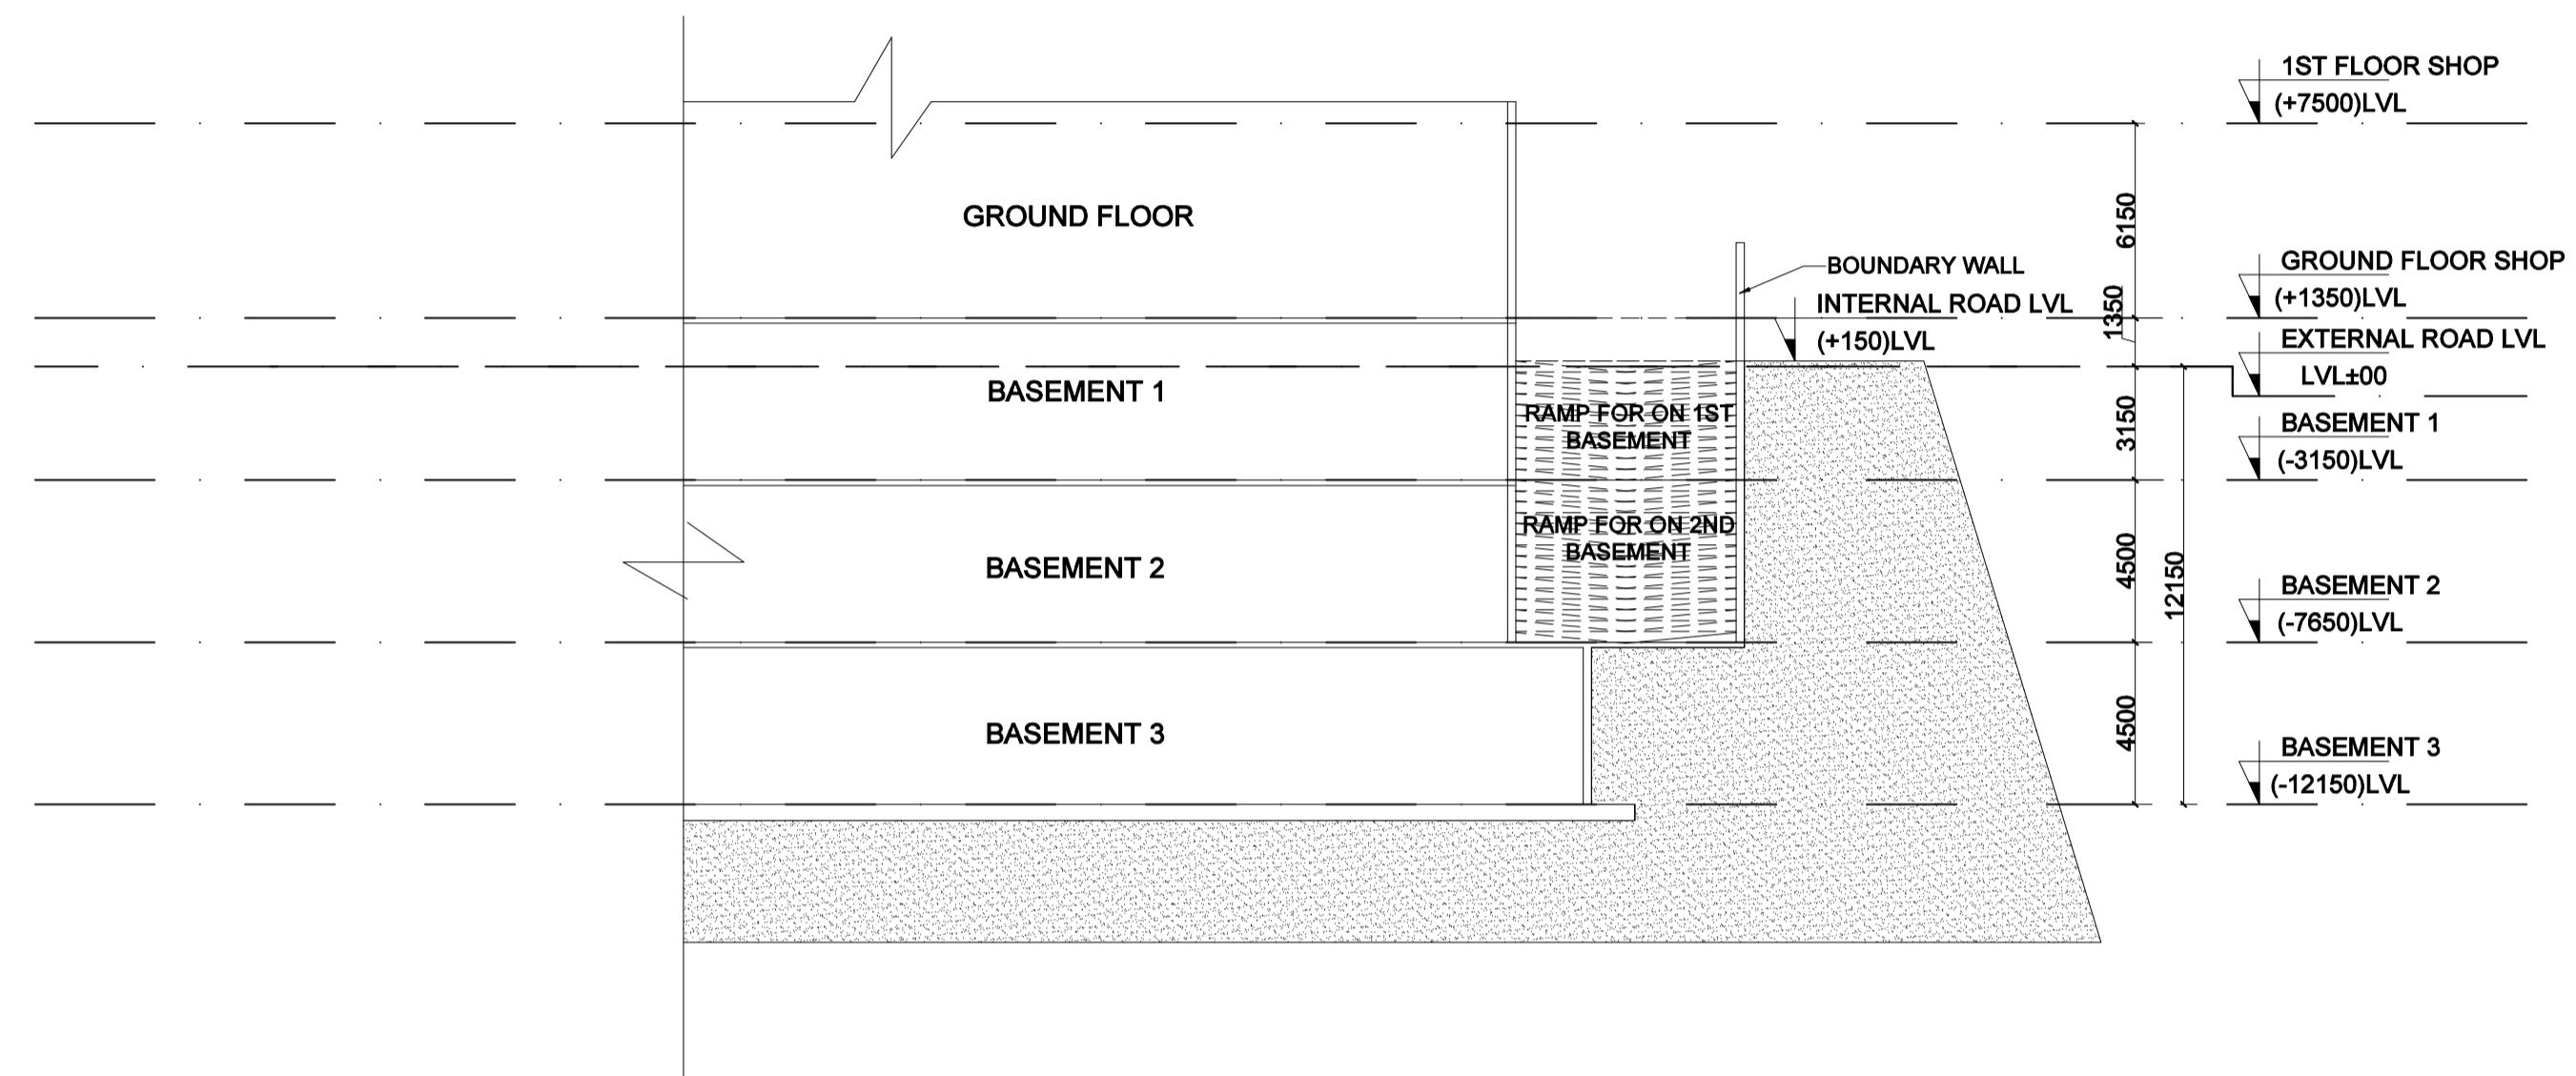 1ST FLOOR SHOP
(+7500)LVL
GROUND FLOOR
6150
BOUNDARY WALL
GROUND FLOOR SHOP
(+1350)LVL
INTERNAL ROAD LVL
(+150)LVL
1350
EXTERNAL ROAD LVL
LVL±00
BASEMENT 1
RAMP FOR ON 1ST
BASEMENT
3150
BASEMENT 1
(-3150)LVL
RAMP FOR ON 2ND
BASEMENT
BASEMENT 2
4500
12150
BASEMENT 2
(-7650)LVL
BASEMENT 3
4500
BASEMENT 3
(-12150)LVL